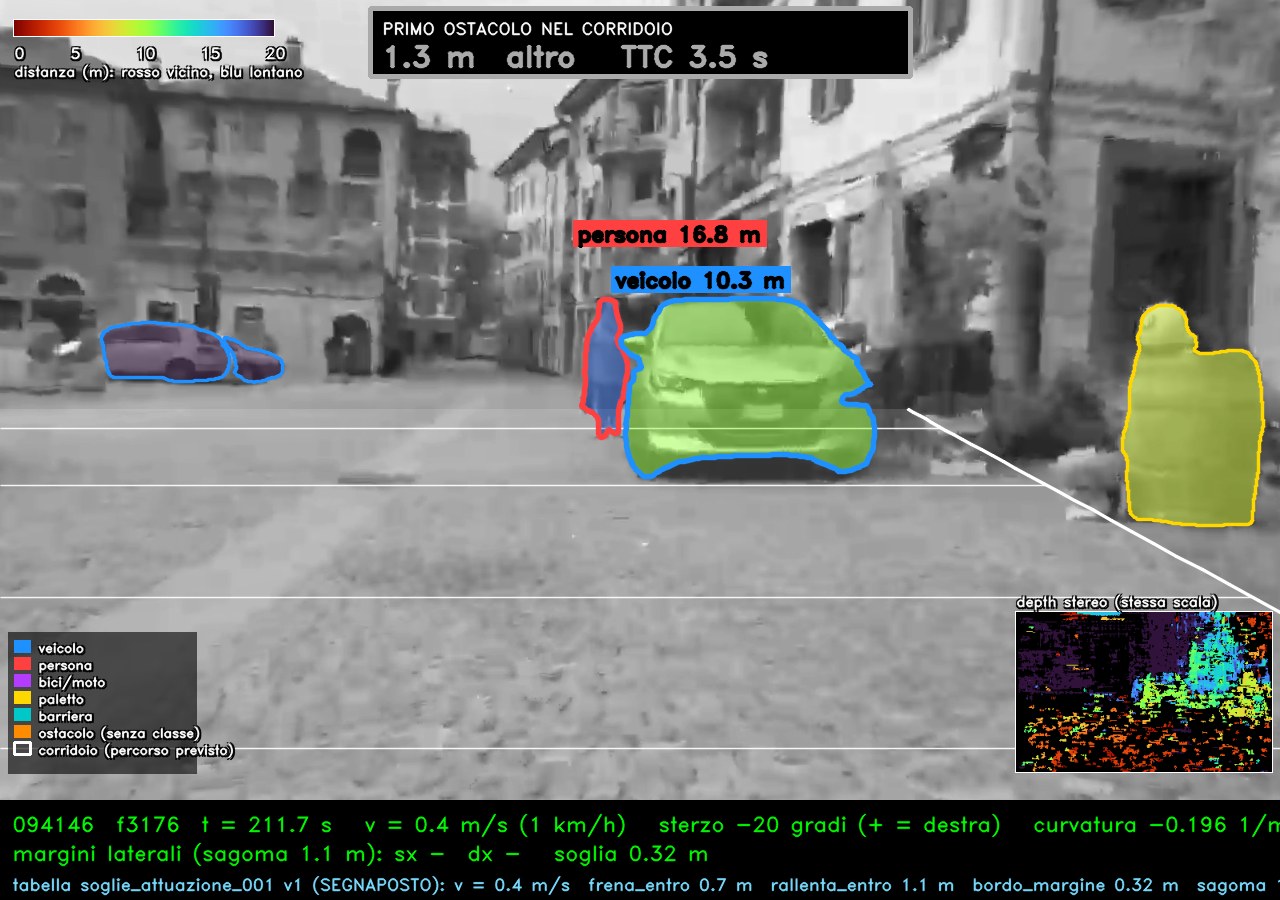 0 5 10 15 20
distanza (m): rosso vicino, blu lontano
PRIMO OSTACOLO NEL CORRIDOIO
1.3 m altro TTC 3.5 s
persona 16.8 m
veicolo 10.3 m
depth stereo (stessa scala)
veicolo
persona
bici/moto
paletto
barriera
ostacolo (senza classe)
corridoio (percorso previsto)
094146 f3176 t = 211.7 s v = 0.4 m/s (1 km/h) sterzo −20 gradi (+ = destra) curvatura −0.196 1/m
margini laterali (sagoma 1.1 m): sx − dx − soglia 0.32 m
tabella soglie_attuazione_001 v1 (SEGNAPOSTO): v = 0.4 m/s frena_entro 0.7 m rallenta_entro 1.1 m bordo_margine 0.32 m sagoma